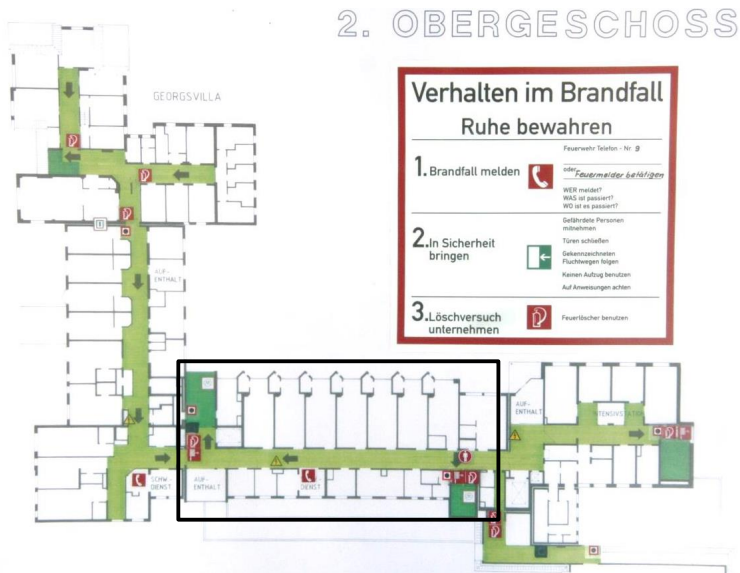 2. OBERGESCHOSS
GEORGSVILLA
Verhalten im Brandfall
Ruhe bewahren
1. Brandfall melden
Feuerwehr Telefon - Nr. 9
oder Feuermelder betätigen
WER meldet?
WAS ist passiert?
WO ist es passiert?
2. In Sicherheit
bringen
Gefährdete Personen
mitnehmen
Türen schließen
Gekennzeichneten
Fluchtwegen folgen
Keinen Aufzug benutzen
Auf Anweisungen achten
3. Löschversuch
unternehmen
Feuerlöscher benutzen
AUF-
ENTHALT
AUF-
ENTHALT
INTENSIVSTATION
SCHW.
DIENST
AUF-
ENTHALT
DIENST